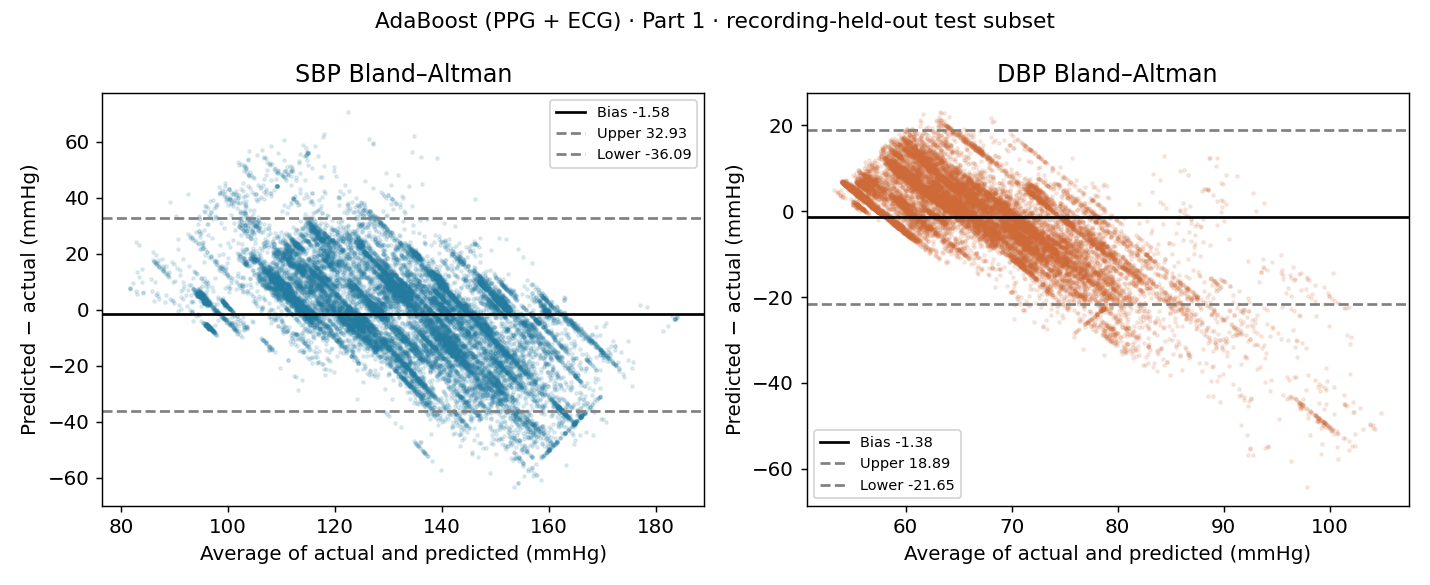 AdaBoost (PPG + ECG) · Part 1 · recording-held-out test subset
SBP Bland–Altman
Predicted − actual (mmHg)
60
40
20
0
−20
−40
−60
Bias -1.58
Upper 32.93
Lower -36.09
80 100 120 140 160 180
Average of actual and predicted (mmHg)
DBP Bland–Altman
Predicted − actual (mmHg)
20
0
−20
−40
−60
Bias -1.38
Upper 18.89
Lower -21.65
60 70 80 90 100
Average of actual and predicted (mmHg)